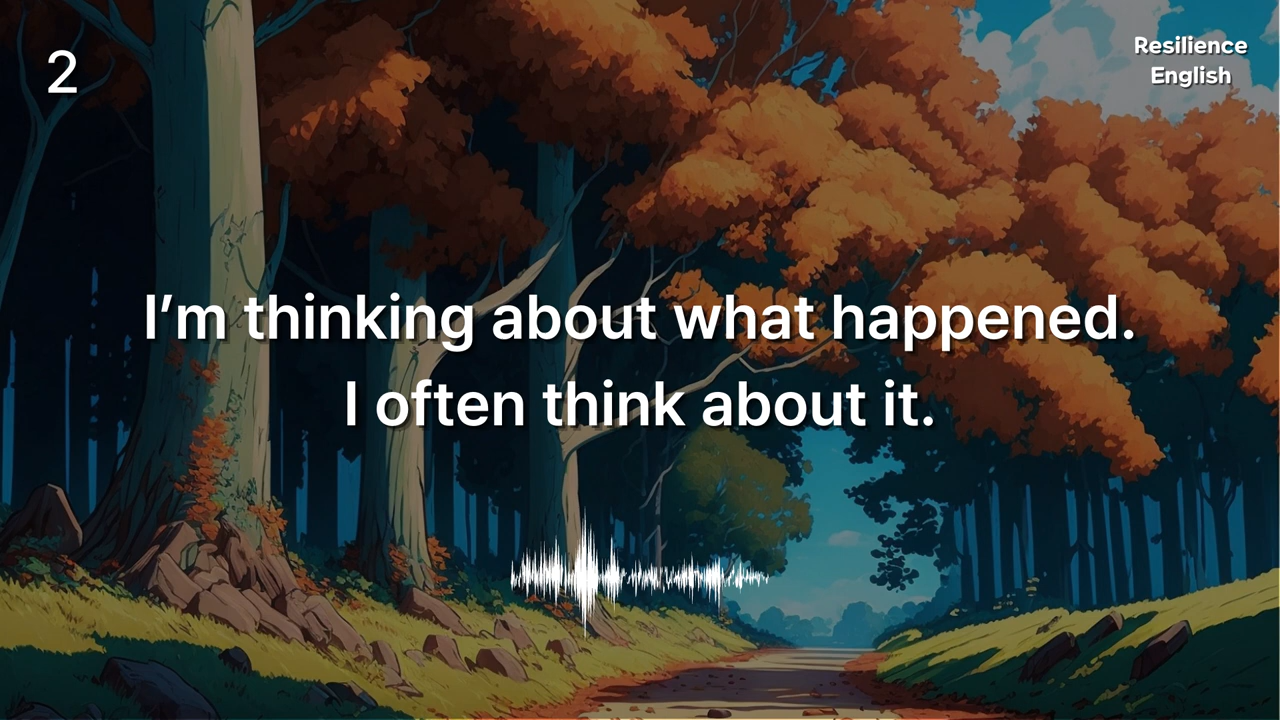 2
Resilience
English
I'm thinking about what happened.
I often think about it.